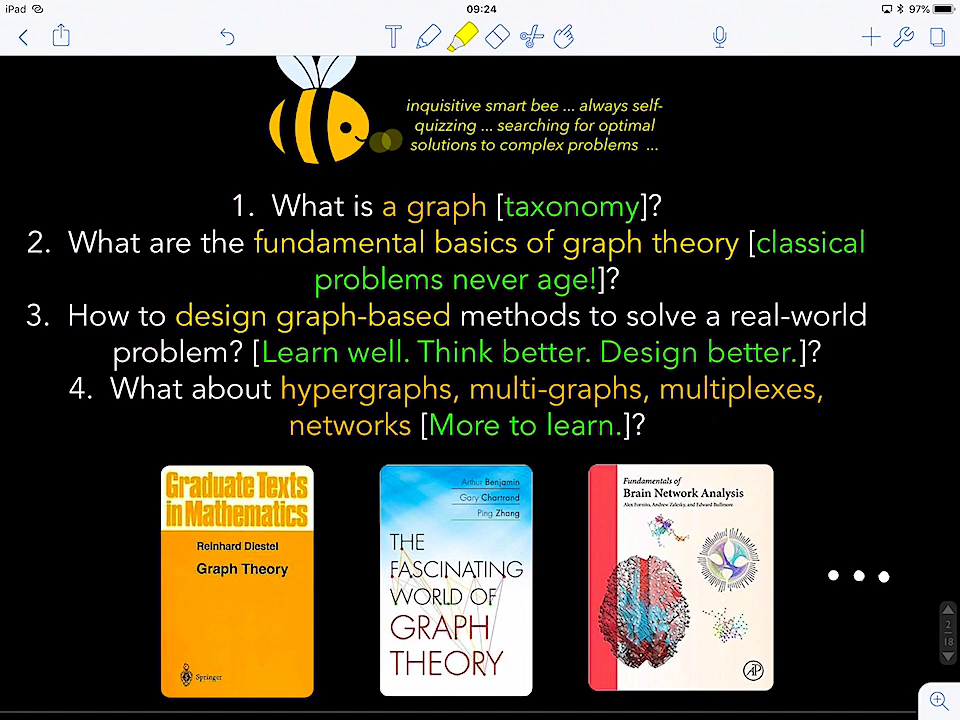 iPad
09:24
97%
T
inquisitive smart bee ... always self-
quizzing ... searching for optimal
solutions to complex problems ...
1. What is a graph [taxonomy]?
2. What are the fundamental basics of graph theory [classical
problems never age!]?
3. How to design graph-based methods to solve a real-world
problem? [Learn well. Think better. Design better.]?
4. What about hypergraphs, multi-graphs, multiplexes,
networks [More to learn.]?
Graduate Texts
in Mathematics
Reinhard Diestel
Graph Theory
Springer
Arthur Benjamin
Gary Chartrand
Ping Zhang
THE
FASCINATING
WORLD OF
GRAPH
THEORY
Fundamentals of
Brain Network Analysis
Alex Fornito, Andrew Zalesky, and Edward Bullmore
AP
...
2
18